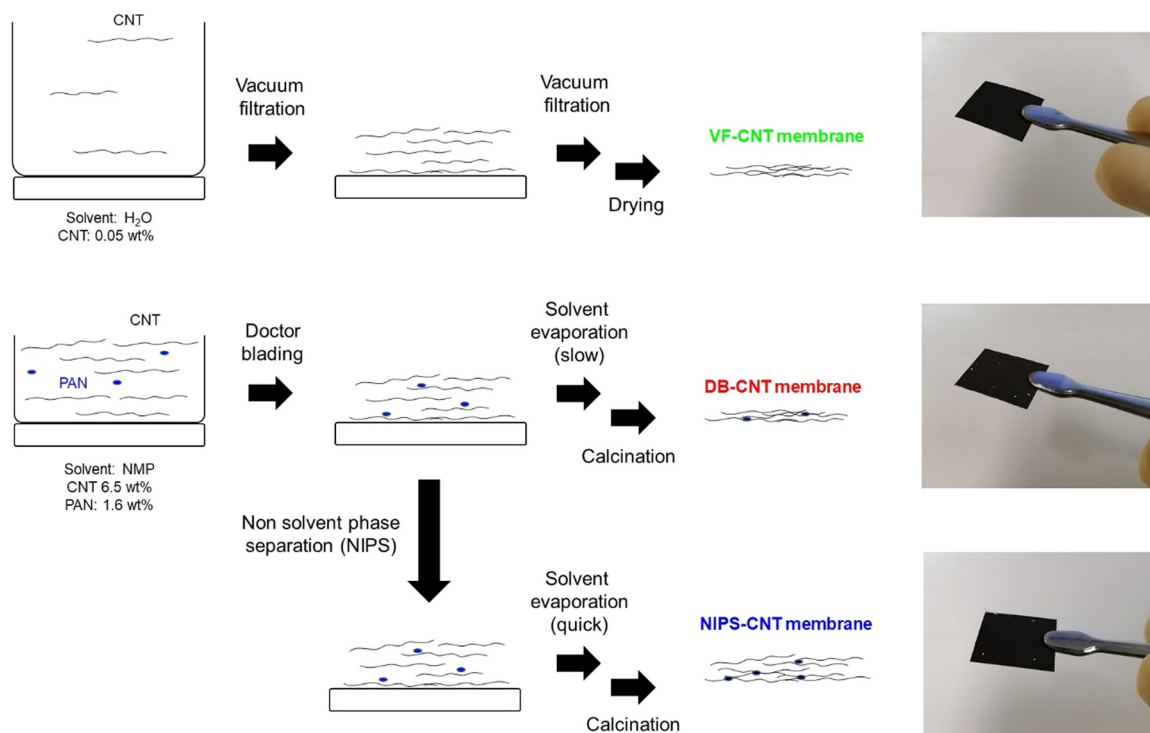 CNT
Vacuum
filtration
Vacuum
filtration
Drying
VF-CNT membrane
Solvent: H₂O
CNT: 0.05 wt%
CNT
PAN
Doctor
blading
Solvent
evaporation
(slow)
Calcination
DB-CNT membrane
Solvent: NMP
CNT 6.5 wt%
PAN: 1.6 wt%
Non solvent phase
separation (NIPS)
Solvent
evaporation
(quick)
Calcination
NIPS-CNT membrane